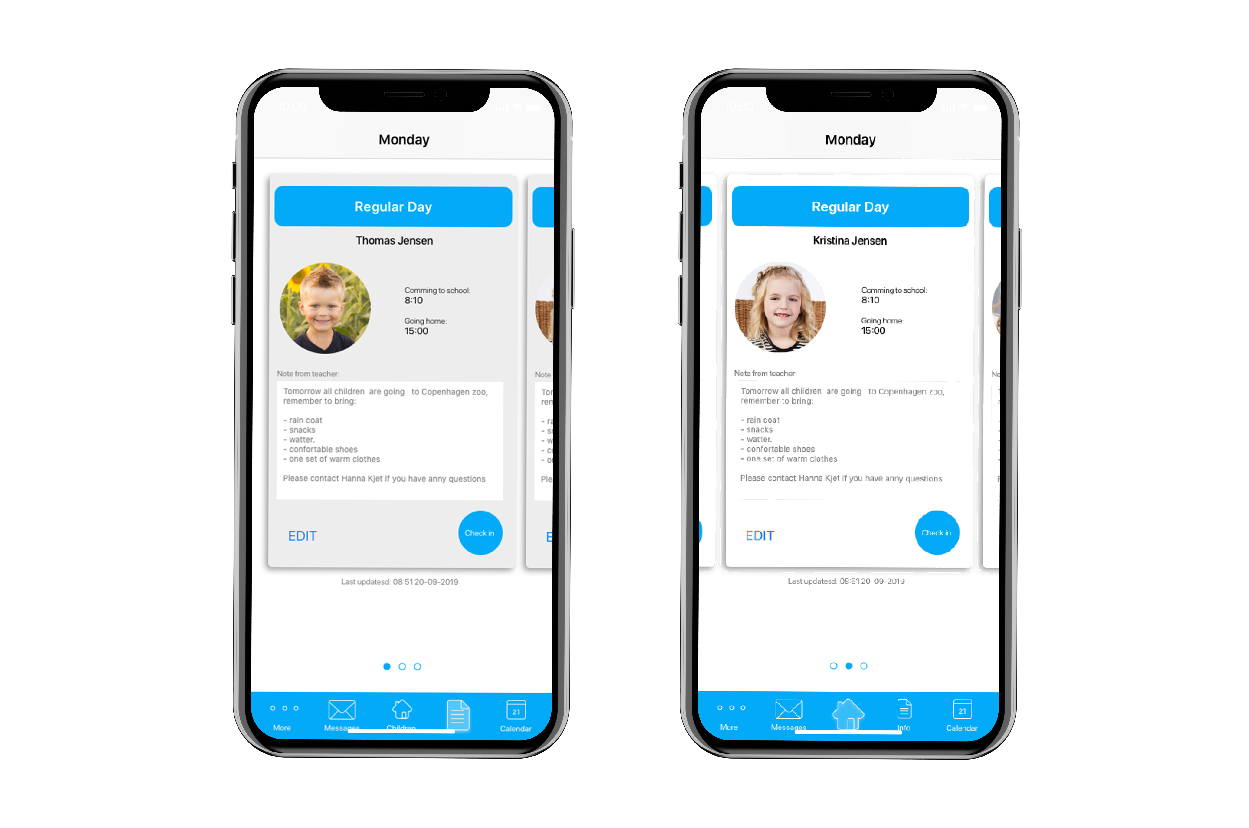 Monday
Regular Day
Thomas Jensen
Comming to school:
8:10
Going home:
15:00
Note from teacher:
Tomorrow all children are going to Copenhagen zoo,
remember to bring:
- rain coat
- snacks
- watter.
- confortable shoes
- one set of warm clothes
Please contact Hanna Kjet if you have anny questions
EDIT
Check in
Last updatesd: 08:51 20-09-2019
More
Messages
Children
21
Calendar
Monday
Regular Day
Kristina Jensen
Comming to school:
8:10
Going home:
15:00
Note from teacher
Tomorrow all children are going to Copenhagen zoo,
remember to bring:
- rain coat
- snacks
- watter.
- confortable shoes
- one set of warm clothes
Please contact Hanna Kjet if you have anny questions
EDIT
Check in
Last updatesd: 08:51 20-09-2019
More
Messages
Info
21
Calendar